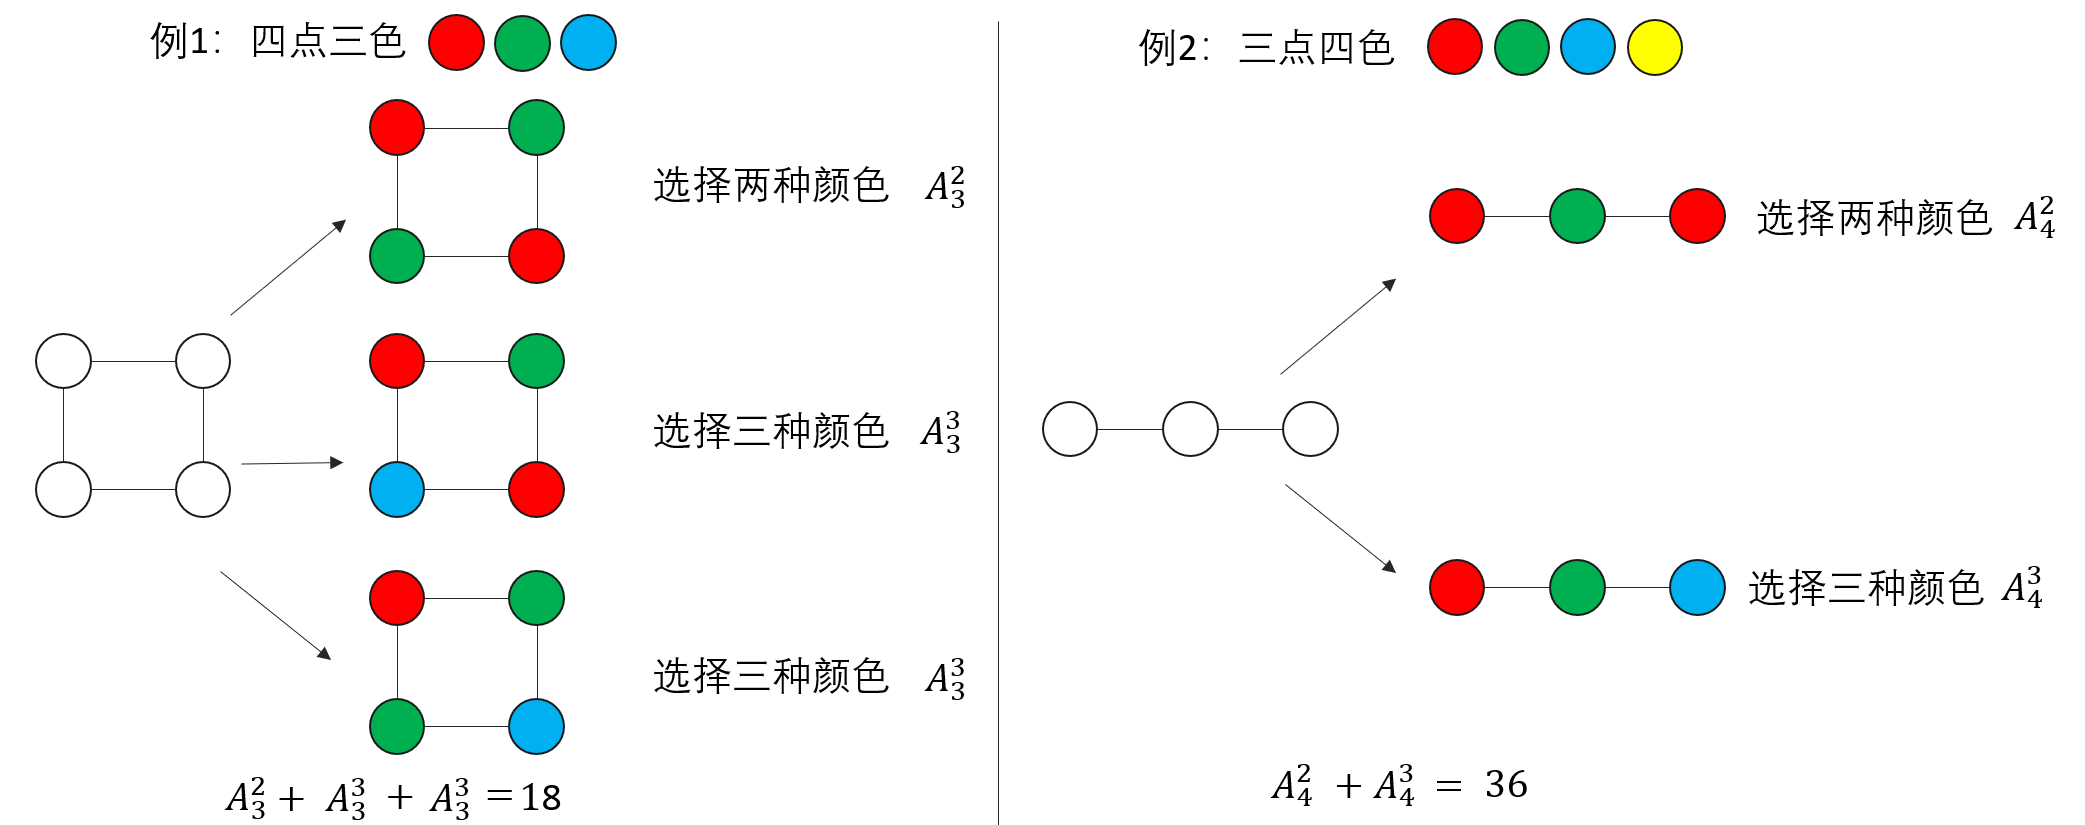 例1: 四点三色
选择两种颜色 $A_3^2$
选择三种颜色 $A_3^3$
选择三种颜色 $A_3^3$
$A_3^2 + A_3^3 + A_3^3 = 18$
例2: 三点四色
选择两种颜色 $A_4^2$
选择三种颜色 $A_4^3$
$A_4^2 + A_4^3 = 36$